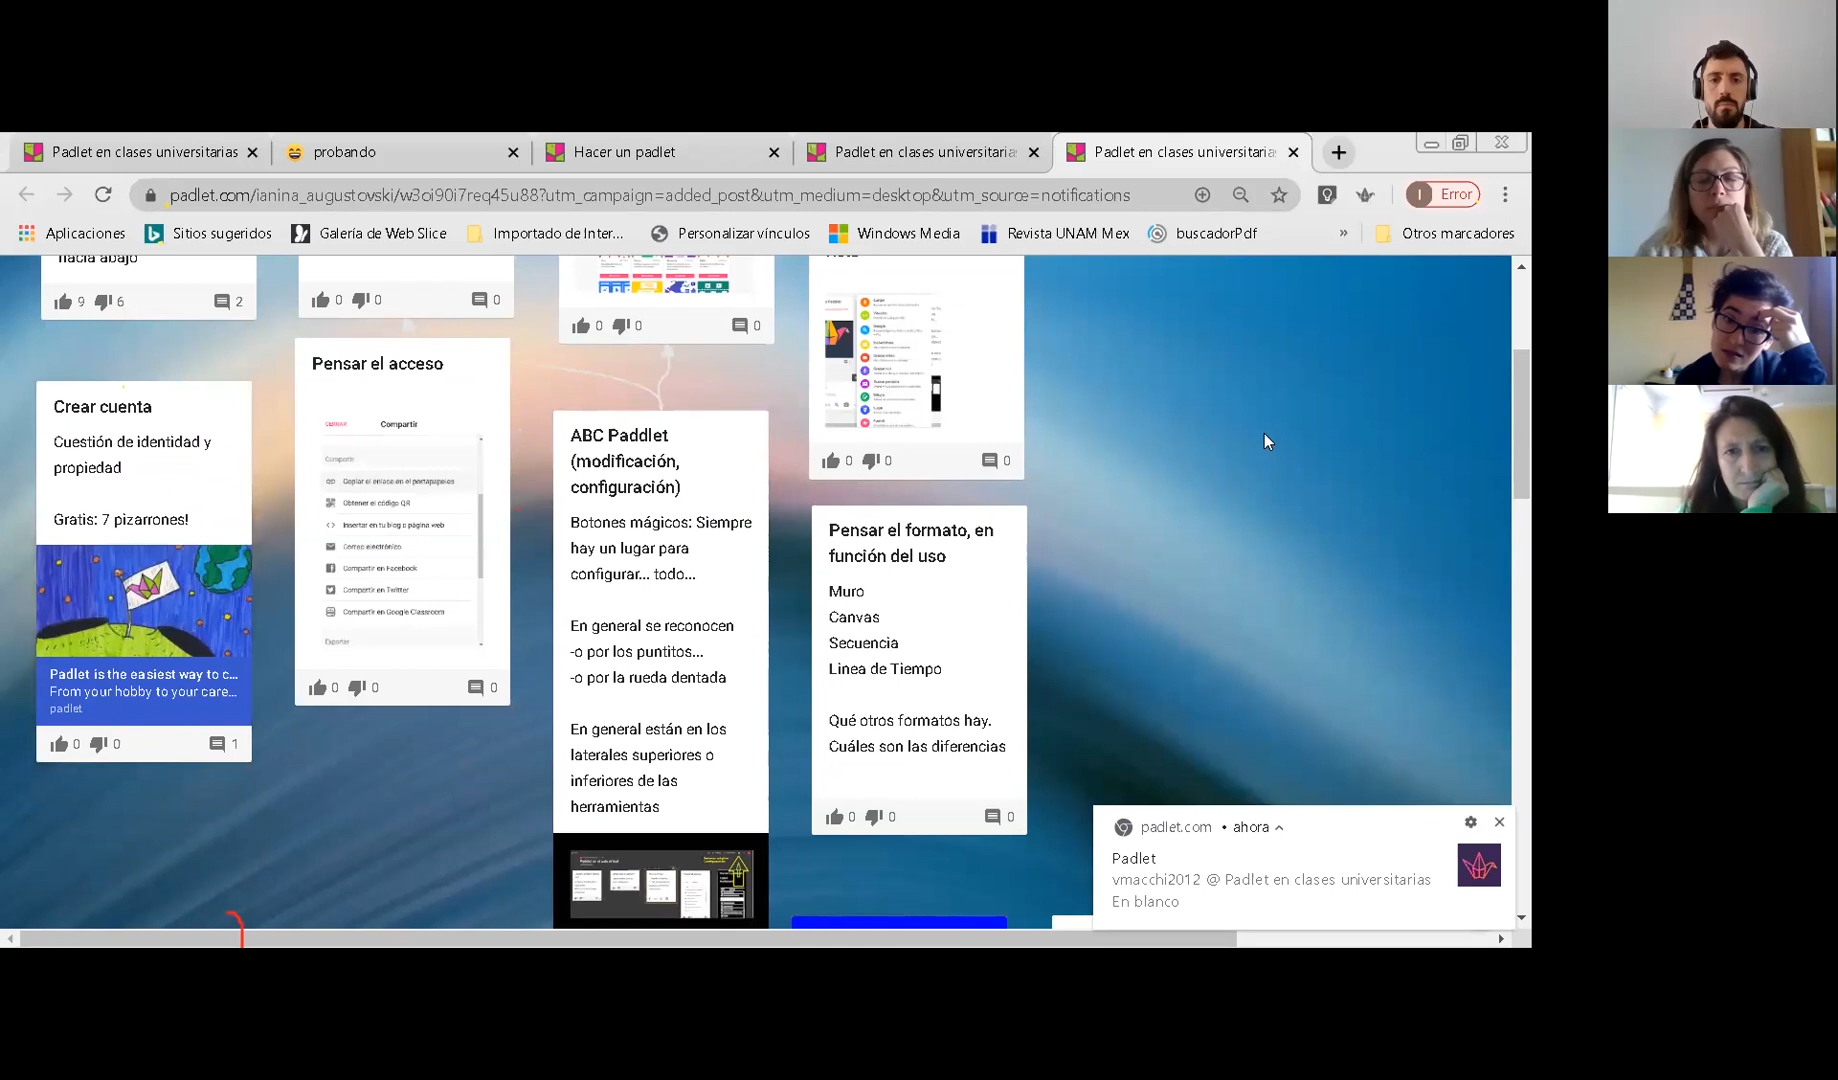 Padlet en clases universitarias
probando
Hacer un padlet
Padlet en clases universitaria
Padlet en clases universitaria
padlet.com/ianina_augustovski/w3oi90i7req45u88?utm_campaign=added_post&utm_medium=desktop&utm_source=notifications
I Error
Aplicaciones
Sitios sugeridos
Galería de Web Slice
Importado de Inter...
Personalizar vínculos
Windows Media
Revista UNAM Mex
buscadorPdf
»
Otros marcadores
hacia abajo
9 6 2
0 0 0
0 0 0
Crear cuenta
Cuestión de identidad y
propiedad
Gratis: 7 pizarrones!
Padlet is the easiest way to c...
From your hobby to your care...
padlet
0 0 1
Pensar el acceso
CERRAR Compartir
Compartir
Copiar el enlace en el portapapeles
Obtener el código QR
Insertar en tu blog o página web
Correo electrónico
Compartir en Facebook
Compartir en Twitter
Compartir en Google Classroom
Exportar
0 0 0
ABC Paddlet
(modificación,
configuración)
Botones mágicos: Siempre
hay un lugar para
configurar... todo...
En general se reconocen
-o por los puntitos...
-o por la rueda dentada
En general están en los
laterales superiores o
inferiores de las
herramientas
0 0 0
Pensar el formato, en
función del uso
Muro
Canvas
Secuencia
Linea de Tiempo
Qué otros formatos hay.
Cuáles son las diferencias
0 0 0
padlet.com • ahora
Padlet
vmacchi2012 @ Padlet en clases universitarias
En blanco